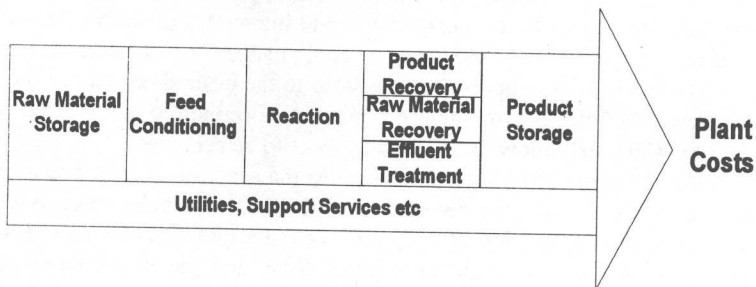 Raw Material
Storage
Feed
Conditioning
Reaction
Product
Recovery
Raw Material
Recovery
Effluent
Treatment
Product
Storage
Plant
Costs
Utilities, Support Services etc